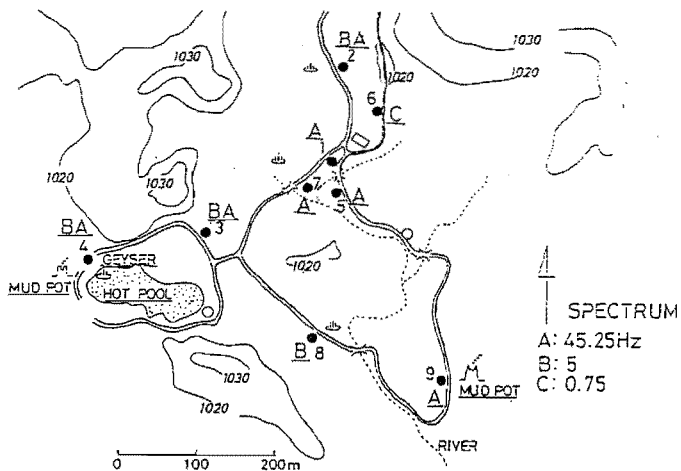 1030
BA
2
1020
6
C
1030
1020
1030
1020
A
1
7
A
5
A
BA
3
BA
4
GEYSER
MUD POT
HOT POOL
1020
SPECTRUM
A: 45.25Hz
B: 5
C: 0.75
B 8
1030
1020
9
A
MUD POT
RIVER
0 100 200m